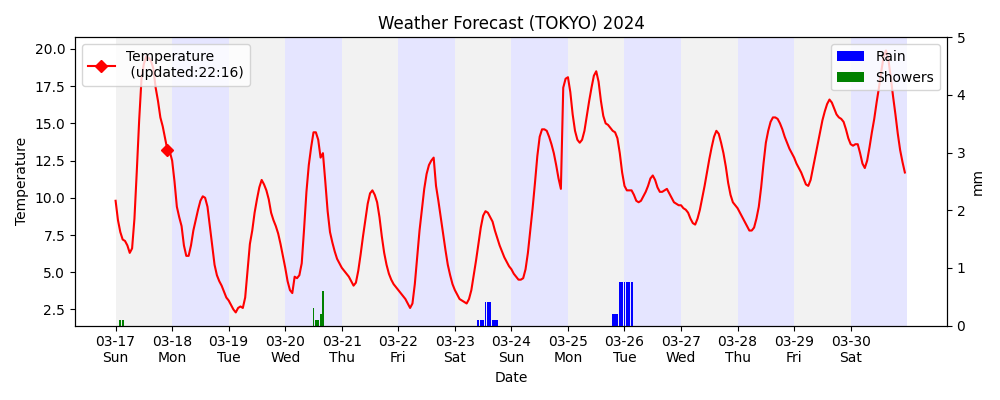 Weather Forecast (TOKYO) 2024
Temperature
(updated:22:16)
Rain
Showers
20.0
17.5
15.0
12.5
10.0
7.5
5.0
2.5
Temperature
5
4
3
2
1
0
mm
03-17 03-18 03-19 03-20 03-21 03-22 03-23 03-24 03-25 03-26 03-27 03-28 03-29 03-30
Sun Mon Tue Wed Thu Fri Sat Sun Mon Tue Wed Thu Fri Sat
Date